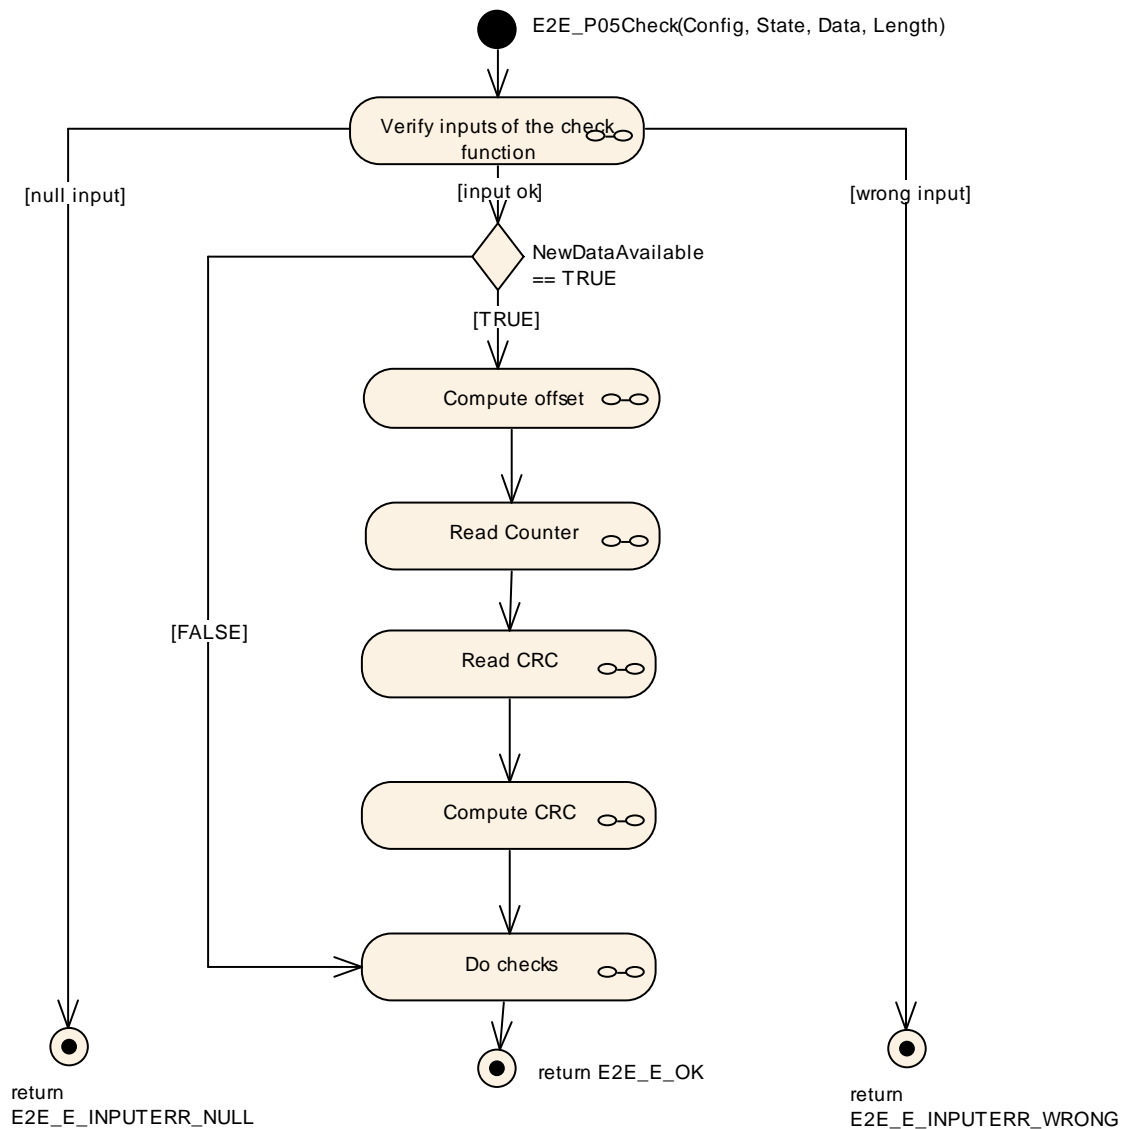 E2E_P05Check(Config, State, Data, Length)
Verify inputs of the check
function
[null input]
[input ok]
[wrong input]
NewDataAvailable
== TRUE
[TRUE]
Compute offset
Read Counter
[FALSE]
Read CRC
Compute CRC
Do checks
return E2E_E_OK
return
E2E_E_INPUTERR_NULL
return
E2E_E_INPUTERR_WRONG